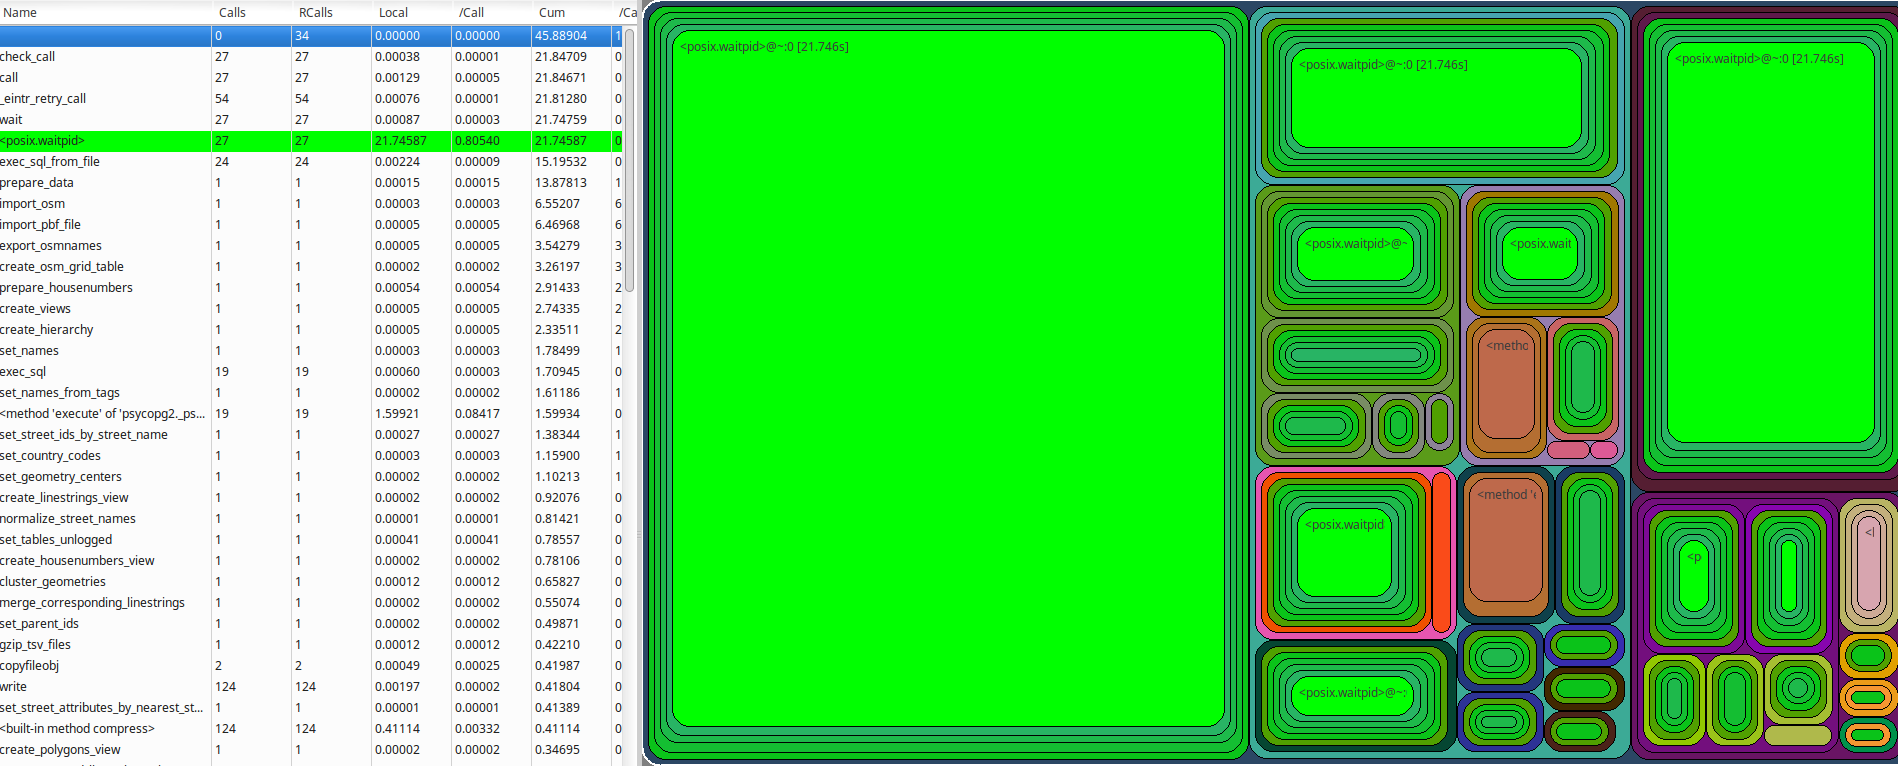 Name Calls RCalls Local /Call Cum /Ca
0 34 0.00000 0.00000 45.88904 1
check_call 27 27 0.00038 0.00001 21.84709 0
call 27 27 0.00129 0.00005 21.84671 0
_eintr_retry_call 54 54 0.00076 0.00001 21.81280 0
wait 27 27 0.00087 0.00003 21.74759 0
<posix.waitpid> 27 27 21.74587 0.80540 21.74587 0
exec_sql_from_file 24 24 0.00224 0.00009 15.19532 0
prepare_data 1 1 0.00015 0.00015 13.87813 1
import_osm 1 1 0.00003 0.00003 6.55207 6
import_pbf_file 1 1 0.00005 0.00005 6.46968 6
export_osmnames 1 1 0.00005 0.00005 3.54279 3
create_osm_grid_table 1 1 0.00002 0.00002 3.26197 3
prepare_housenumbers 1 1 0.00054 0.00054 2.91433 2
create_views 1 1 0.00005 0.00005 2.74335 2
create_hierarchy 1 1 0.00005 0.00005 2.33511 2
set_names 1 1 0.00003 0.00003 1.78499 1
exec_sql 19 19 0.00060 0.00003 1.70945 0
set_names_from_tags 1 1 0.00002 0.00002 1.61186 1
<method 'execute' of 'psycopg2._ps... 19 19 1.59921 0.08417 1.59934 0
set_street_ids_by_street_name 1 1 0.00027 0.00027 1.38344 1
set_country_codes 1 1 0.00003 0.00003 1.15900 1
set_geometry_centers 1 1 0.00002 0.00002 1.10213 1
create_linestrings_view 1 1 0.00002 0.00002 0.92076 0
normalize_street_names 1 1 0.00001 0.00001 0.81421 0
set_tables_unlogged 1 1 0.00041 0.00041 0.78557 0
create_housenumbers_view 1 1 0.00002 0.00002 0.78106 0
cluster_geometries 1 1 0.00012 0.00012 0.65827 0
merge_corresponding_linestrings 1 1 0.00002 0.00002 0.55074 0
set_parent_ids 1 1 0.00002 0.00002 0.49871 0
gzip_tsv_files 1 1 0.00012 0.00012 0.42210 0
copyfileobj 2 2 0.00049 0.00025 0.41987 0
write 124 124 0.00197 0.00002 0.41804 0
set_street_attributes_by_nearest_st... 1 1 0.00001 0.00001 0.41389 0
<built-in method compress> 124 124 0.41114 0.00332 0.41114 0
create_polygons_view 1 1 0.00002 0.00002 0.34695 0
<posix.waitpid>@~:0 [21.746s]
<posix.waitpid>@~:0 [21.746s]
<posix.waitpid>@~:0 [21.746s]
<posix.waitpid>@~
<posix.wait
<metho
<method 'e
<posix.waitpid
<p
<posix.waitpid>@~: